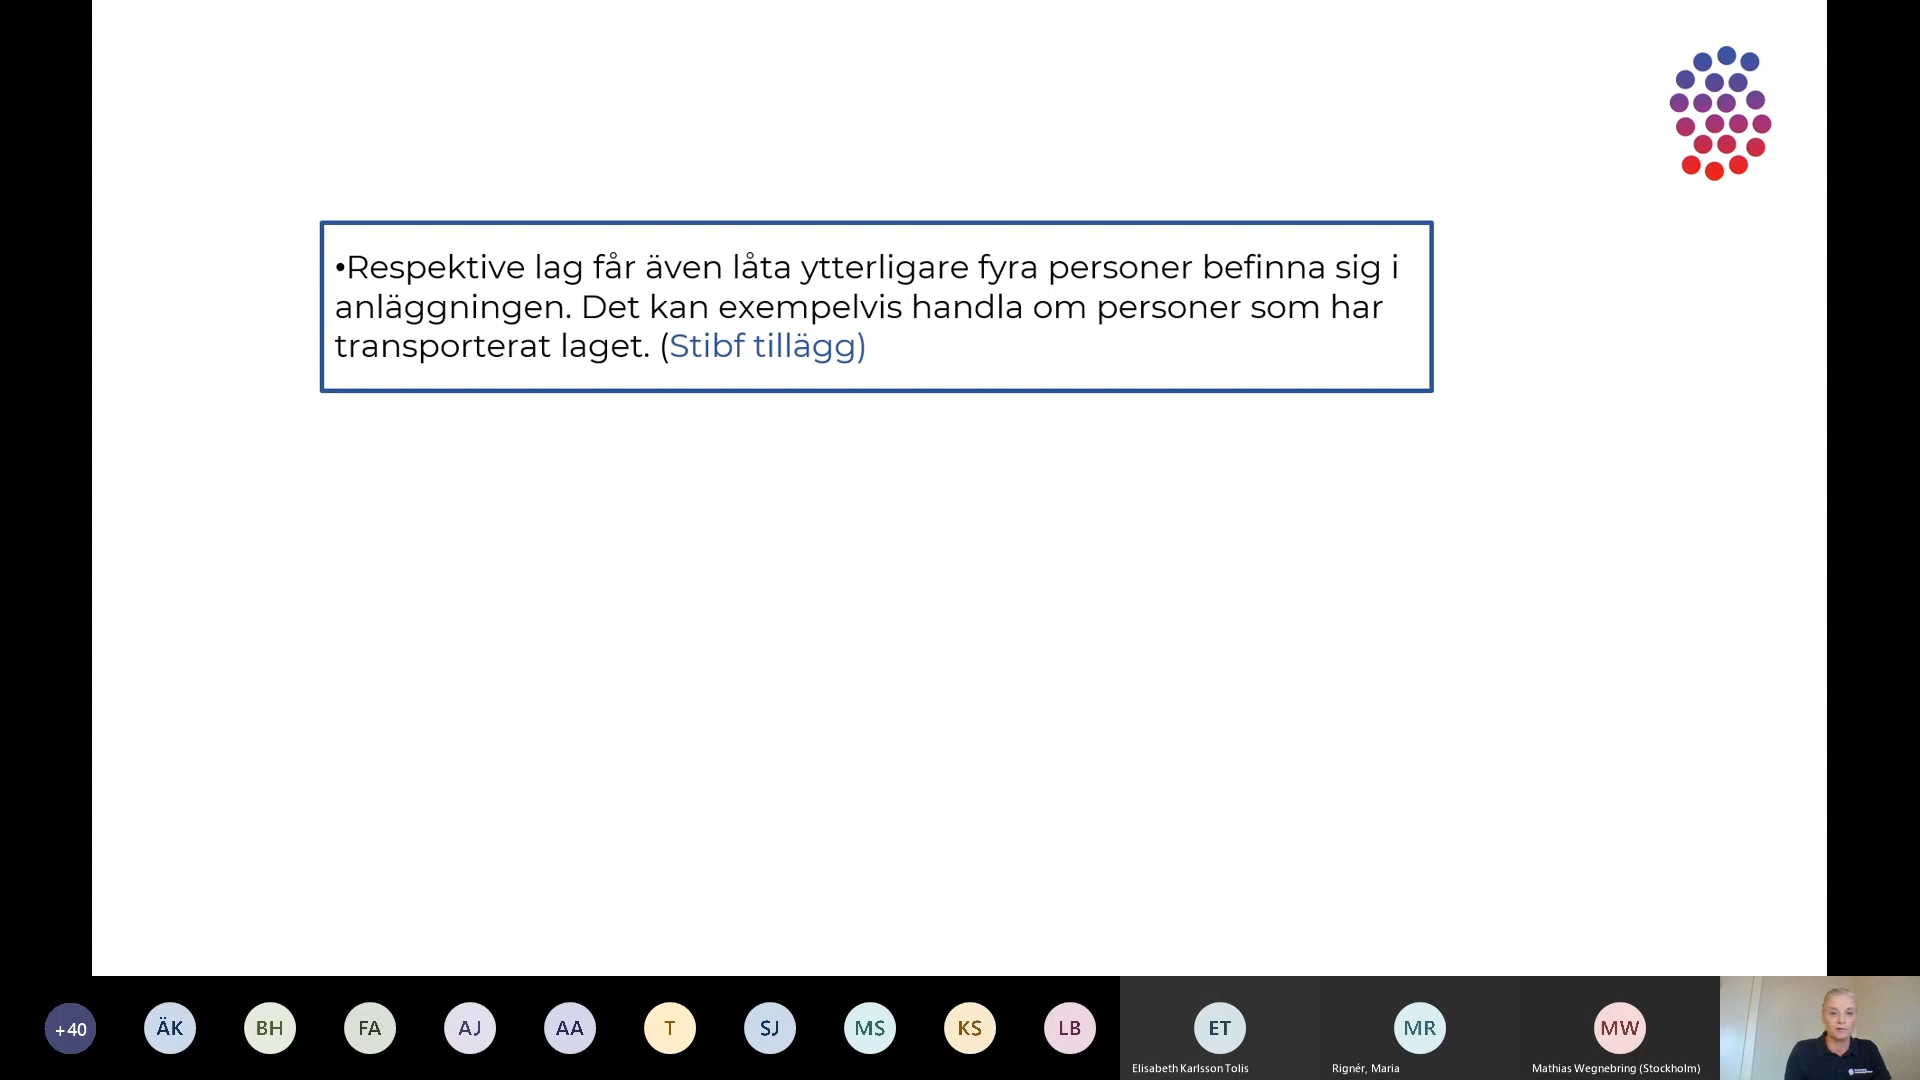 •Respektive lag får även låta ytterligare fyra personer befinna sig i
anläggningen. Det kan exempelvis handla om personer som har
transporterat laget. (Stibf tillägg)
+40
ÄK
BH
FA
AJ
AA
T
SJ
MS
KS
LB
ET
MR
MW
Elisabeth Karlsson Tolis
Rignér, Maria
Mathias Wegnebring (Stockholm)